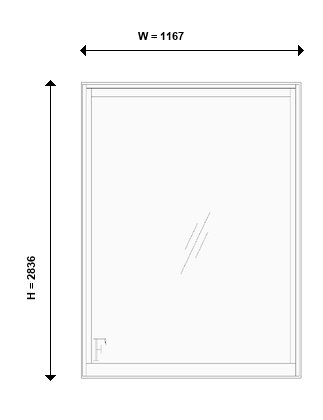 W = 1167
H = 2836
F